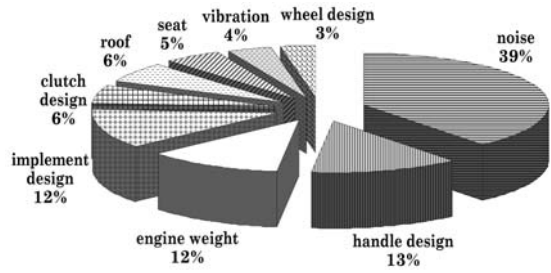 vibration
4%
wheel design
3%
seat
5%
roof
6%
noise
39%
clutch
design
6%
implement
design
12%
engine weight
12%
handle design
13%